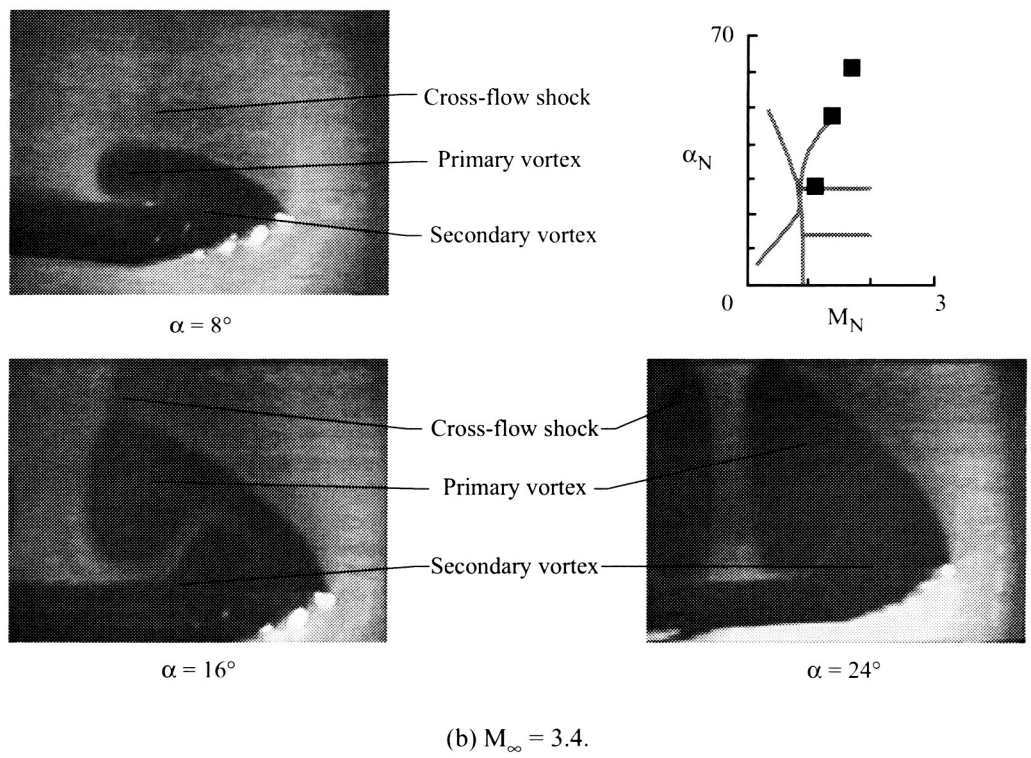 Cross-flow shock
Primary vortex
Secondary vortex
α = 8°
70
α_N
0
3
M_N
Cross-flow shock
Primary vortex
Secondary vortex
α = 16°
α = 24°
(b) M_∞ = 3.4.